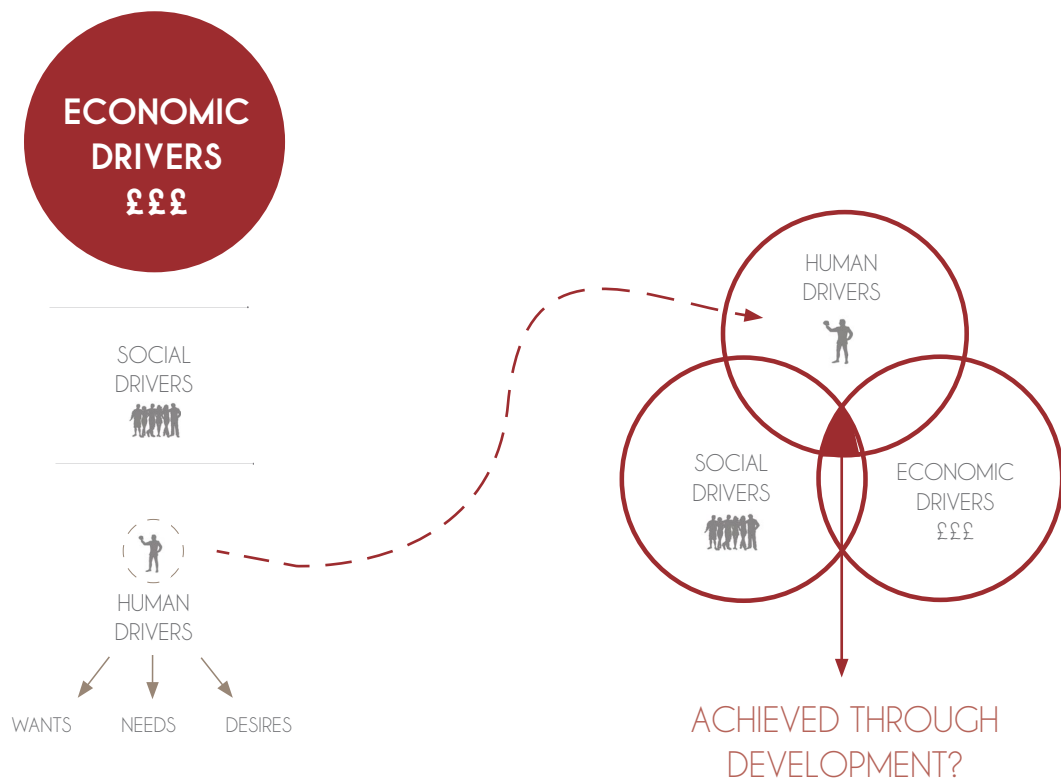 ECONOMIC
DRIVERS
£££
SOCIAL
DRIVERS
HUMAN
DRIVERS
WANTS
NEEDS
DESIRES
HUMAN
DRIVERS
SOCIAL
DRIVERS
ECONOMIC
DRIVERS
£££
ACHIEVED THROUGH
DEVELOPMENT?